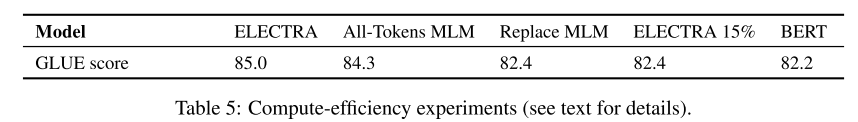 Model ELECTRA All-Tokens MLM Replace MLM ELECTRA 15% BERT
GLUE score 85.0 84.3 82.4 82.4 82.2
Table 5: Compute-efficiency experiments (see text for details).